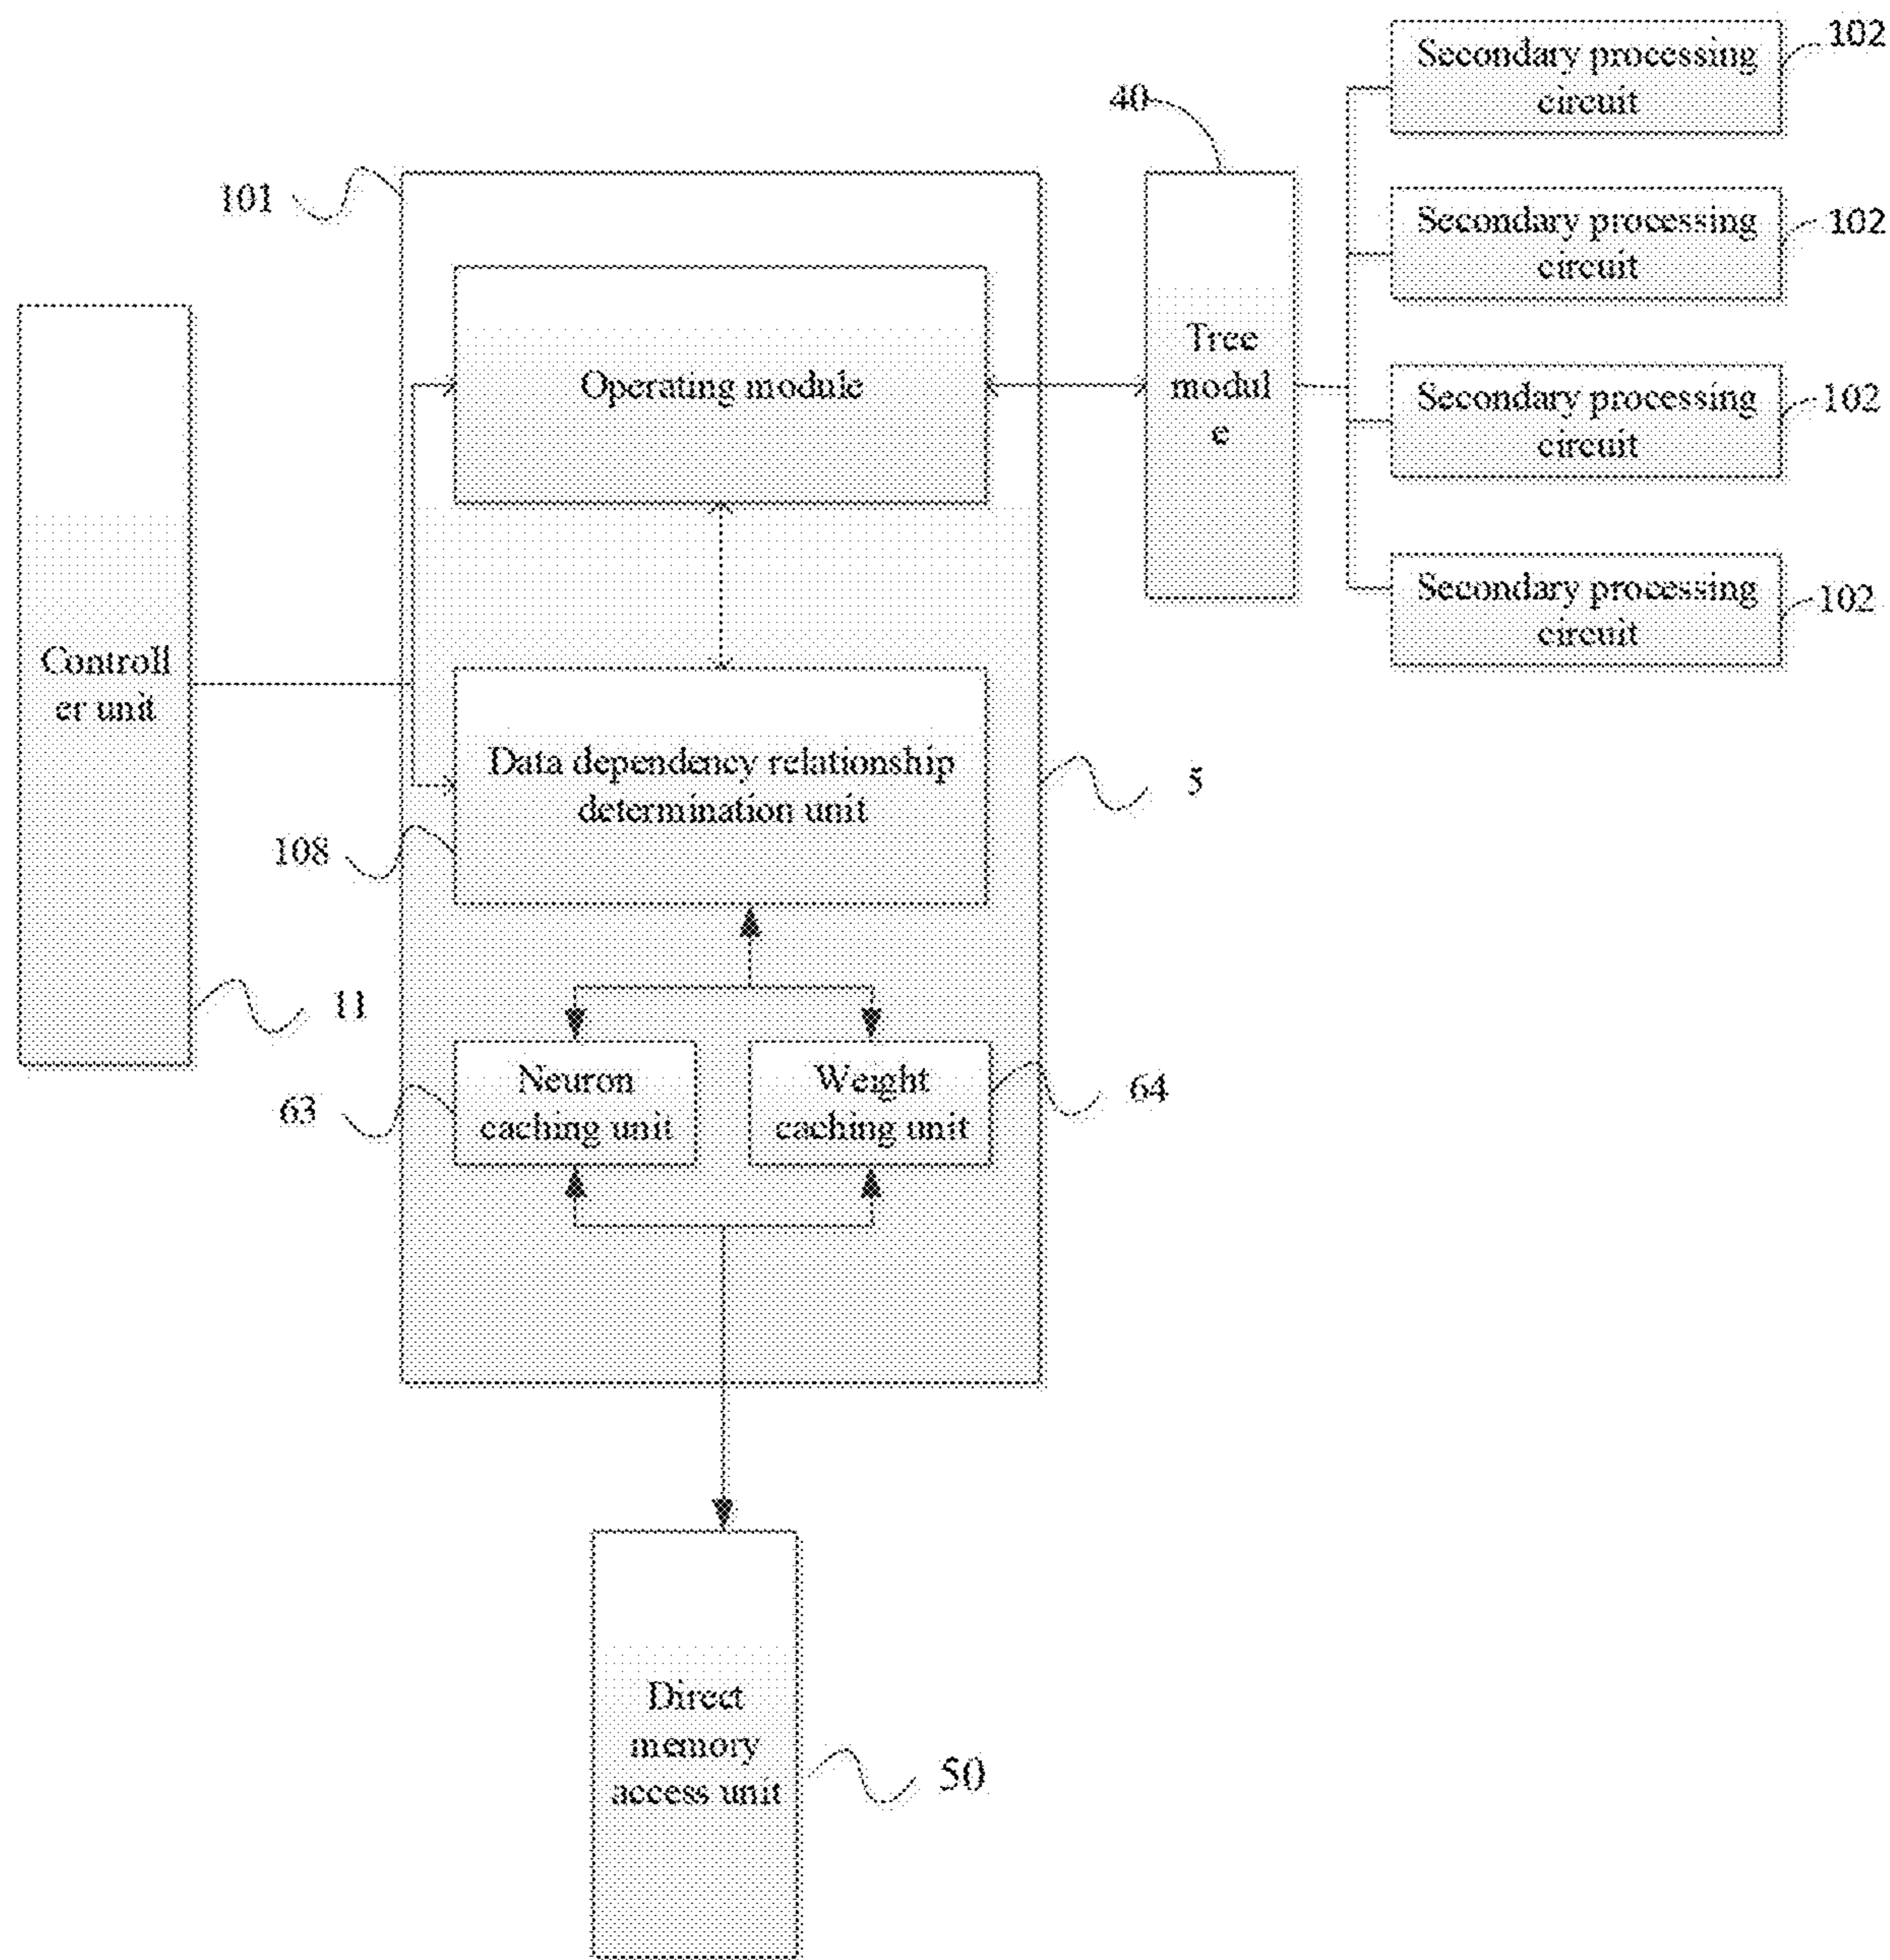 Secondary processing
circuit
102
40
101
Secondary processing
circuit
102
Tree
modul
e
Operating module
Secondary processing
circuit
102
Secondary processing
circuit
102
Controll
er unit
Data dependency relationship
determination unit
5
108
11
Neuron
caching unit
Weight
caching unit
63
64
Direct
memory
access unit
50